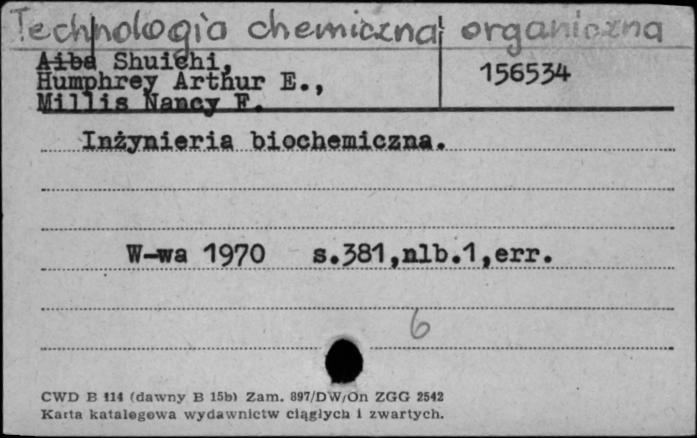 Technologia chemiczna organiczna
Aiba Shuichi,
Humphrey Arthur E.,
Millis Nancy F.
156534
Inżynieria biochemiczna.
W-wa 1970 s.381,nlb.1,err.
6
CWD B 114 (dawny B 15b) Zam. 897/DW/On ZGG 2542
Karta katalogowa wydawnictw ciągłych i zwartych.